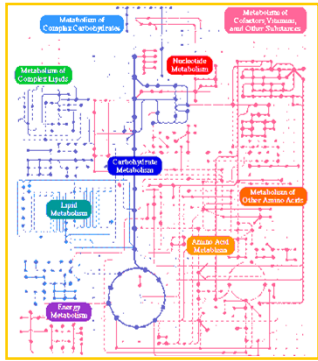 Metabolism of
Complex Carbohydrates
Metabolism of
Cofactors, Vitamins,
and Other Substances
Nucleotide
Metabolism
Metabolism of
Complex Lipids
Carbohydrate
Metabolism
Metabolism of
Other Amino Acids
Lipid
Metabolism
Amino Acid
Metabolism
Energy
Metabolism